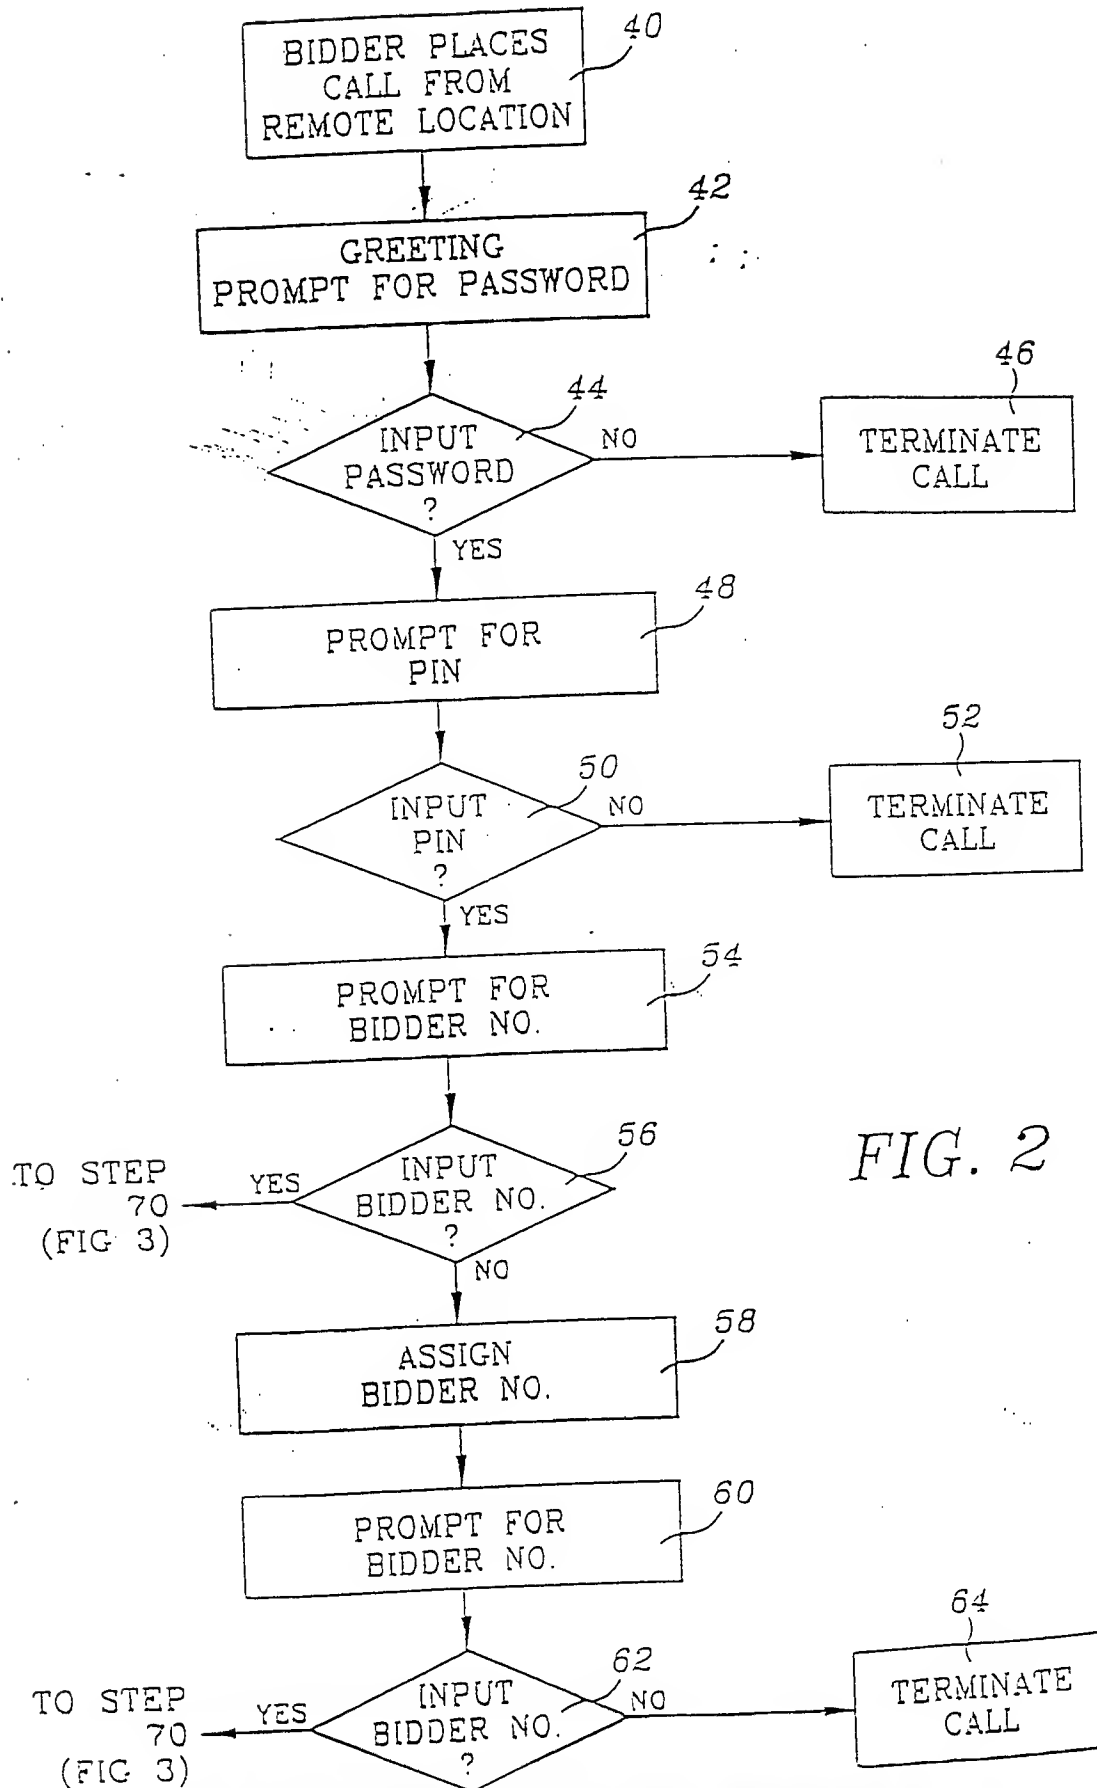 BIDDER PLACES
CALL FROM
REMOTE LOCATION
40
GREETING
PROMPT FOR PASSWORD
42
INPUT
PASSWORD
?
44
NO
46
TERMINATE
CALL
YES
PROMPT FOR
PIN
48
INPUT
PIN
?
50
NO
52
TERMINATE
CALL
YES
PROMPT FOR
BIDDER NO.
54
INPUT
BIDDER NO.
?
56
YES
TO STEP
70
(FIG 3)
FIG. 2
NO
ASSIGN
BIDDER NO.
58
PROMPT FOR
BIDDER NO.
60
INPUT
BIDDER NO.
?
62
YES
TO STEP
70
(FIG 3)
NO
64
TERMINATE
CALL